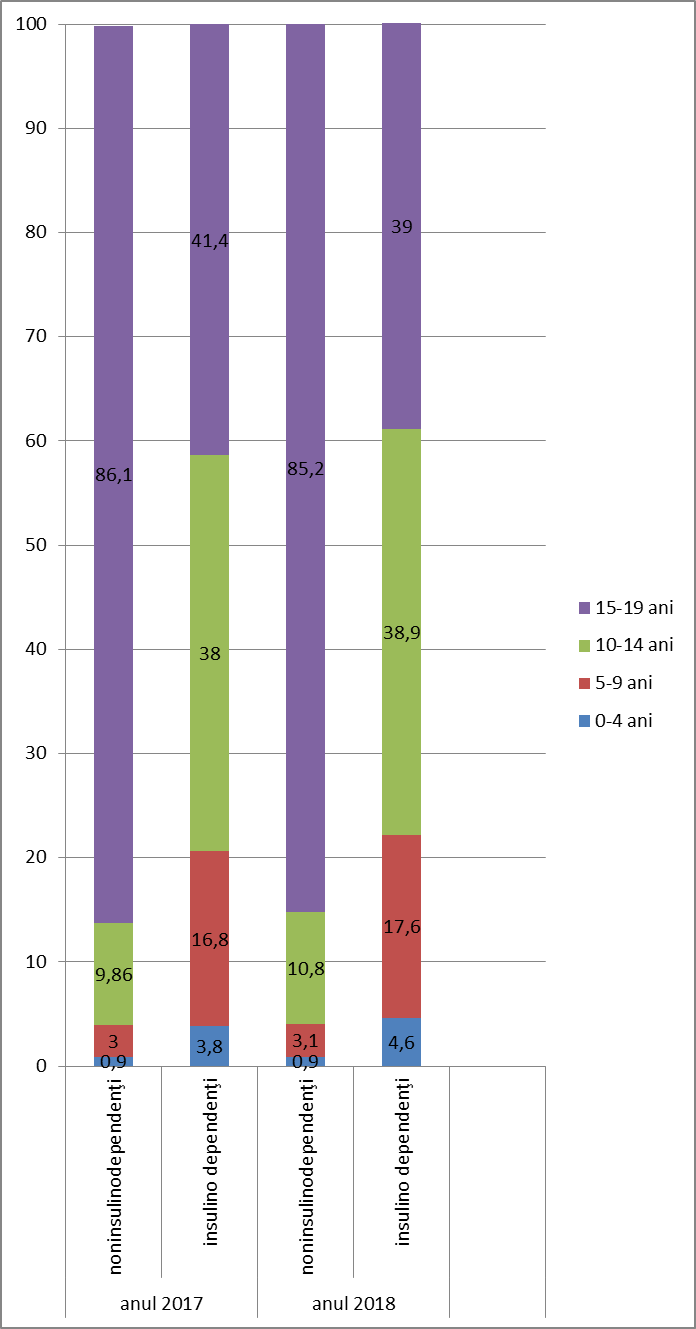 100
90
80
70
60
50
40
30
20
10
0
86,1
9,86
3
0,9
41,4
38
16,8
3,8
85,2
10,8
3,1
0,9
39
38,9
17,6
4,6
noninsulinodependenţi
insulino dependenţi
noninsulinodependenţi
insulino dependenţi
anul 2017
anul 2018
15-19 ani
10-14 ani
5-9 ani
0-4 ani